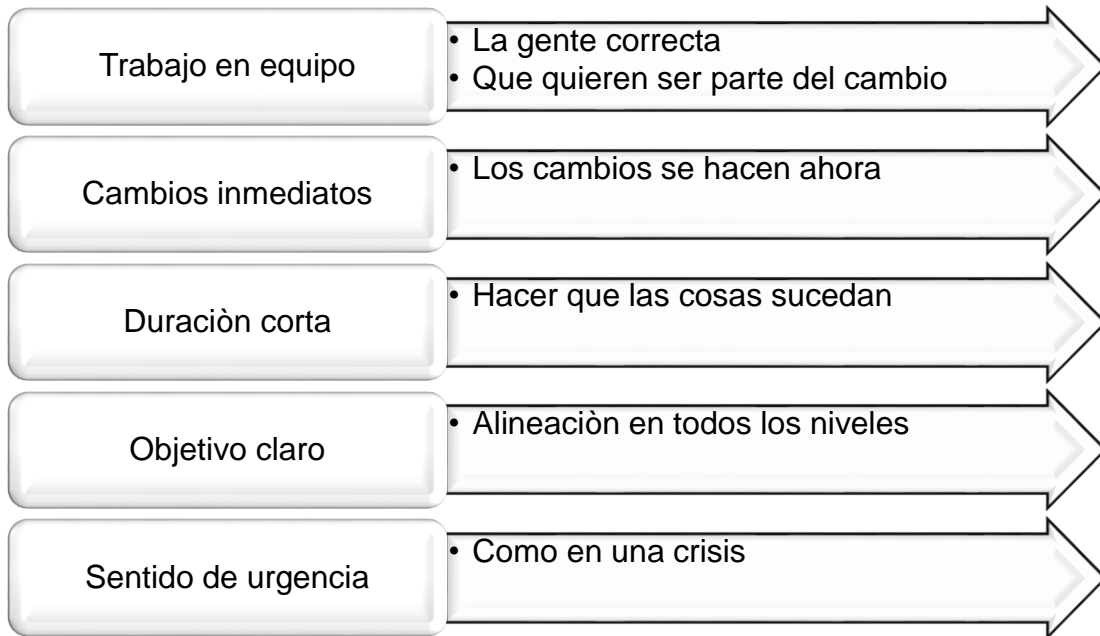 Trabajo en equipo
• La gente correcta
• Que quieren ser parte del cambio
Cambios inmediatos
• Los cambios se hacen ahora
Duraciòn corta
• Hacer que las cosas sucedan
Objetivo claro
• Alineaciòn en todos los niveles
Sentido de urgencia
• Como en una crisis